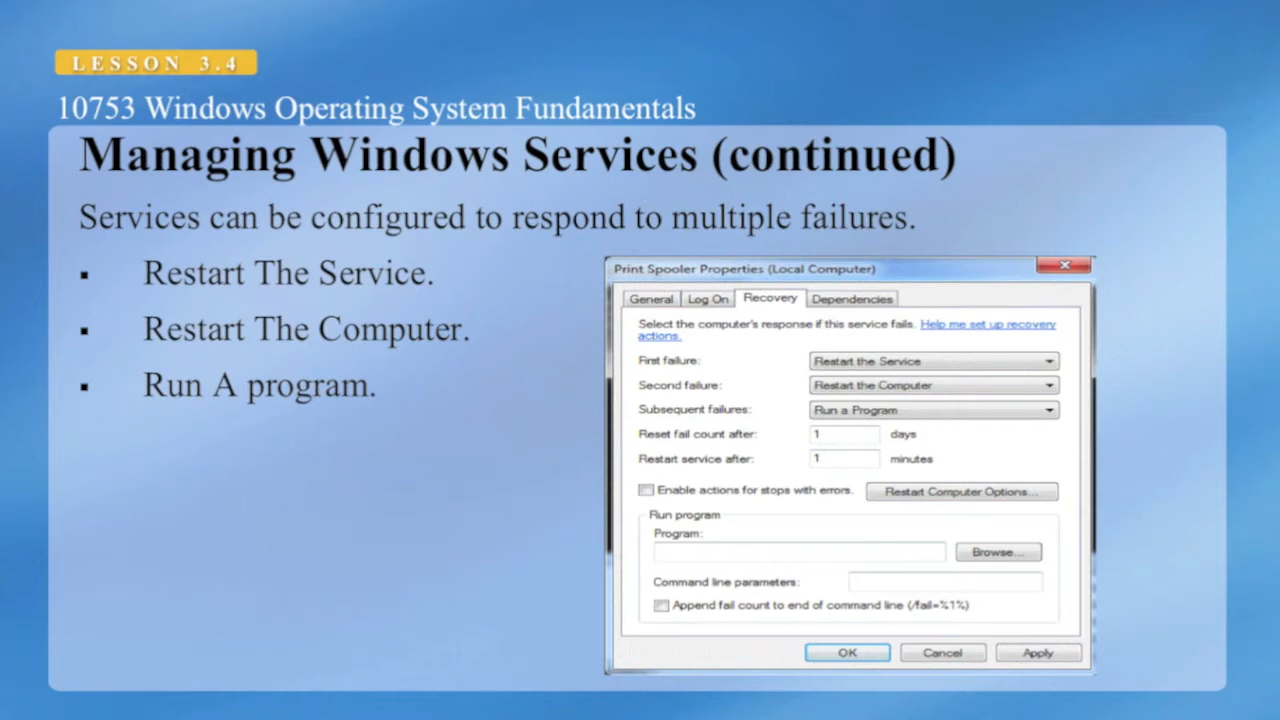 LESSON 3.4
10753 Windows Operating System Fundamentals
Managing Windows Services (continued)
Services can be configured to respond to multiple failures.
▪ Restart The Service.
▪ Restart The Computer.
▪ Run A program.
Print Spooler Properties (Local Computer)
General Log On Recovery Dependencies
Select the computer's response if this service fails. Help me set up recovery
actions.
First failure: Restart the Service
Second failure: Restart the Computer
Subsequent failures: Run a Program
Reset fail count after: 1 days
Restart service after: 1 minutes
Enable actions for stops with errors. Restart Computer Options...
Run program
Program:
Browse...
Command line parameters:
Append fail count to end of command line (/fail=%1%)
OK Cancel Apply